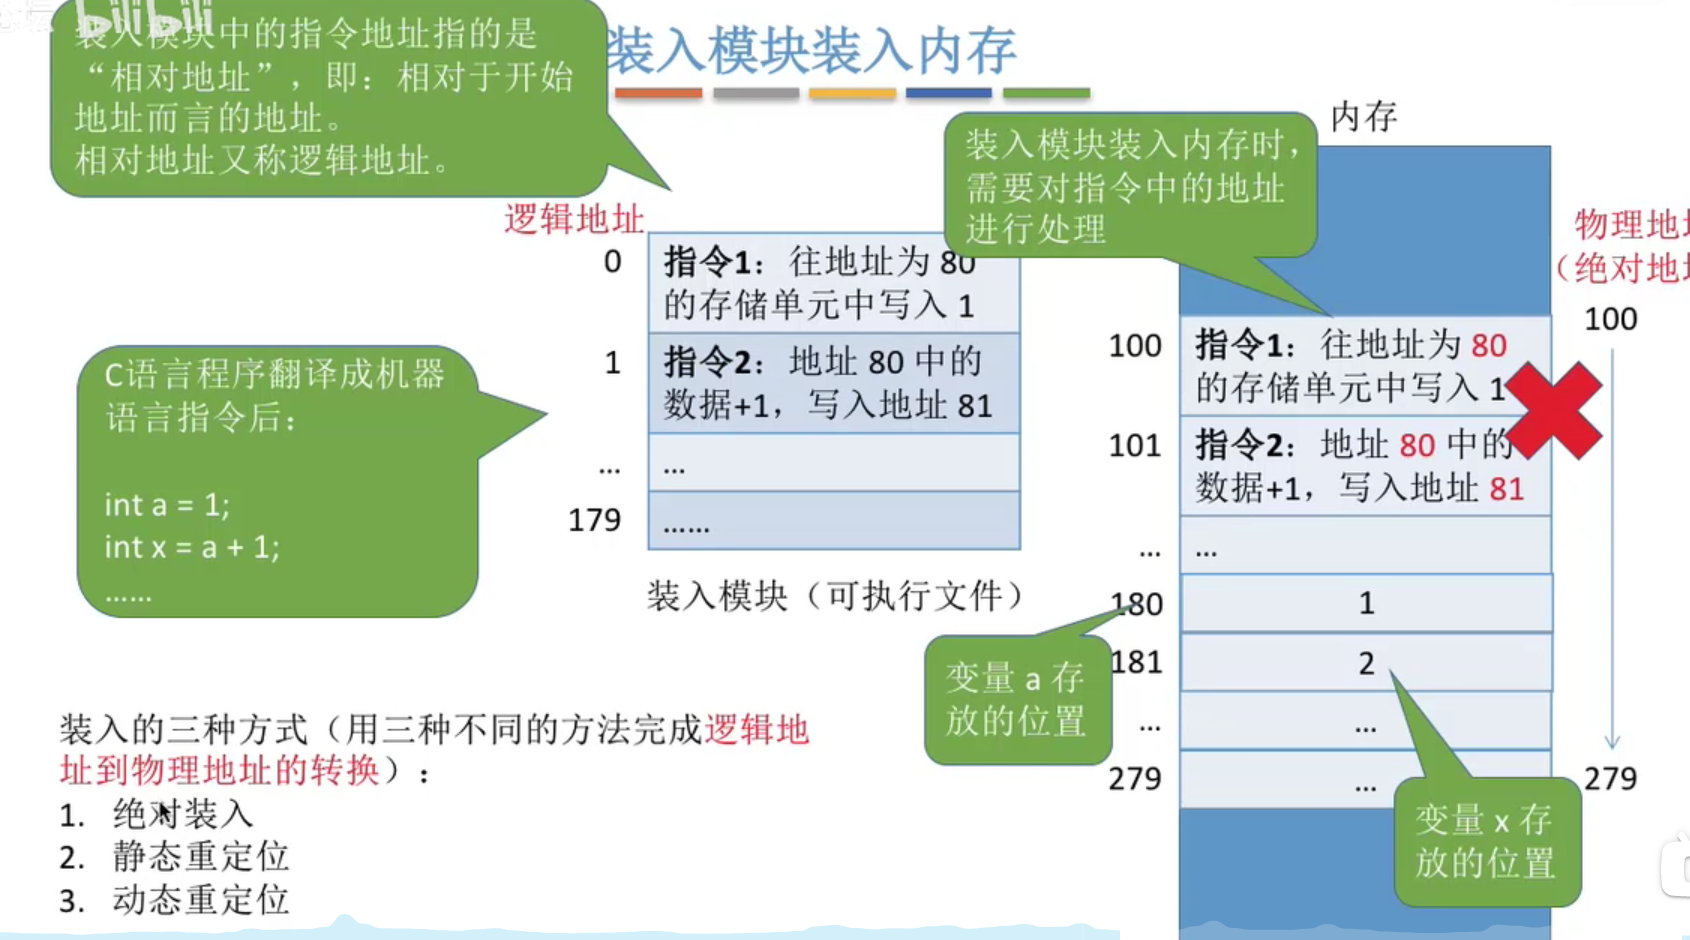 bilibili
装入模块中的指令地址指的是
“相对地址”，即：相对于开始
地址而言的地址。
相对地址又称逻辑地址。
装入模块装入内存
装入模块装入内存时，
需要对指令中的地址
进行处理
内存
逻辑地址
0
指令1：往地址为 80
的存储单元中写入 1
1
指令2：地址 80 中的
数据+1，写入地址 81
...
...
179
......
装入模块（可执行文件）
C语言程序翻译成机器
语言指令后：
int a = 1;
int x = a + 1;
......
物理地
（绝对地
100
100
指令1：往地址为 80
的存储单元中写入 1
101
指令2：地址 80 中的
数据+1，写入地址 81
...
...
180
1
181
2
...
...
279
...
279
变量 a 存
放的位置
变量 x 存
放的位置
装入的三种方式（用三种不同的方法完成逻辑地
址到物理地址的转换）：
1. 绝对装入
2. 静态重定位
3. 动态重定位